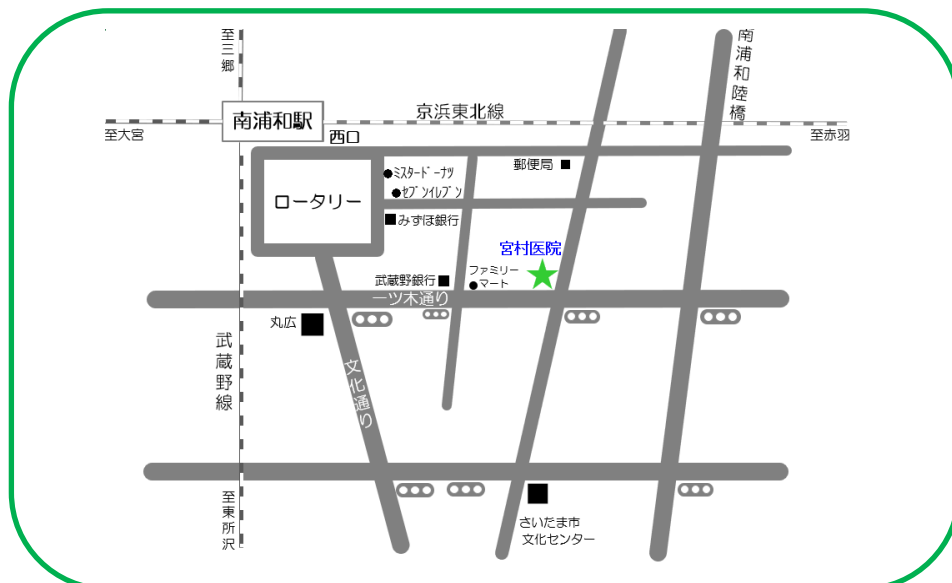 至三郷
南浦和陸橋
京浜東北線
南浦和駅
至大宮
西口
至赤羽
郵便局
ミスタードーナツ
セブンイレブン
ロータリー
みずほ銀行
宮村医院
武蔵野銀行
ファミリー
マート
一ツ木通り
丸広
武蔵野線
文化通り
至東所沢
さいたま市
文化センター